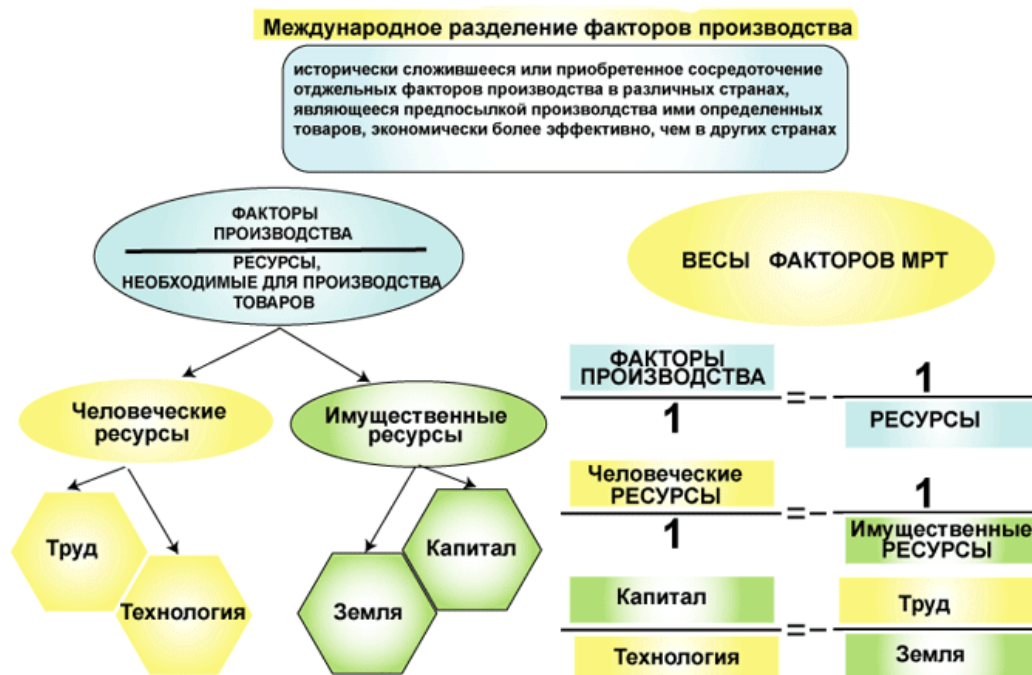 Международное разделение факторов производства
исторически сложившееся или приобретенное сосредоточение
отджельных факторов производства в различных странах,
являющееся предпосылкой произволдства ими определенных
товаров, экономически более эффективно, чем в других странах
ФАКТОРЫ
ПРОИЗВОДСТВА
РЕСУРСЫ,
НЕОБХОДИМЫЕ ДЛЯ ПРОИЗВОДСТВА
ТОВАРОВ
Человеческие
ресурсы
Имущественные
ресурсы
Труд
Технология
Капитал
Земля
ВЕСЫ ФАКТОРОВ МРТ
ФАКТОРЫ
ПРОИЗВОДСТВА
1
=-
1
РЕСУРСЫ
Человеческие
РЕСУРСЫ
1
=-
1
Имущественные
РЕСУРСЫ
Капитал
Технология
=-
Труд
Земля